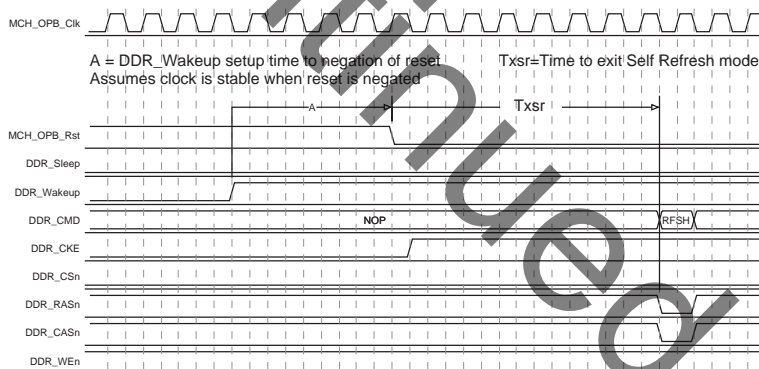 MCH_OPB_Clk
A = DDR_Wakeup setup time to negation of reset
Txsr=Time to exit Self Refresh mode
Assumes clock is stable when reset is negated
A
Txsr
MCH_OPB_Rst
DDR_Sleep
DDR_Wakeup
DDR_CMD
NOP
RFSH
DDR_CKE
DDR_CSn
DDR_RASn
DDR_CASn
DDR_WEn
inued